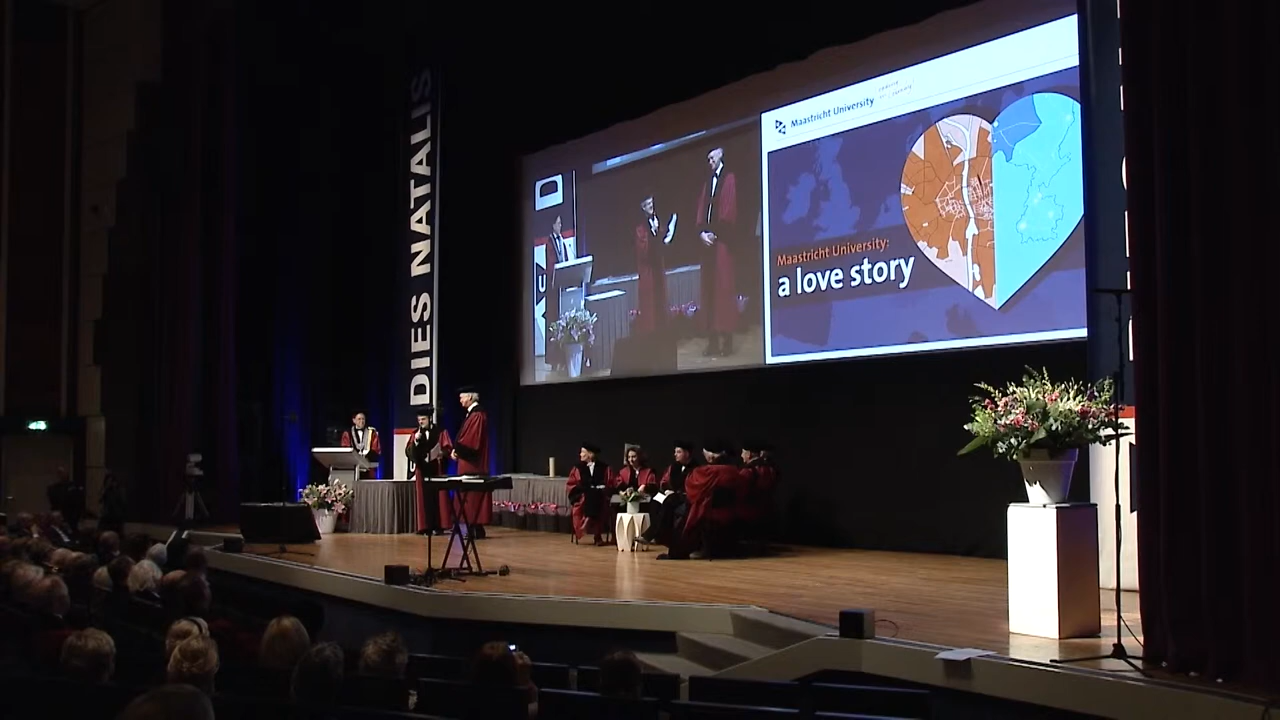 DIES NATALIS
D
Maastricht University
Maastricht University:
a love story